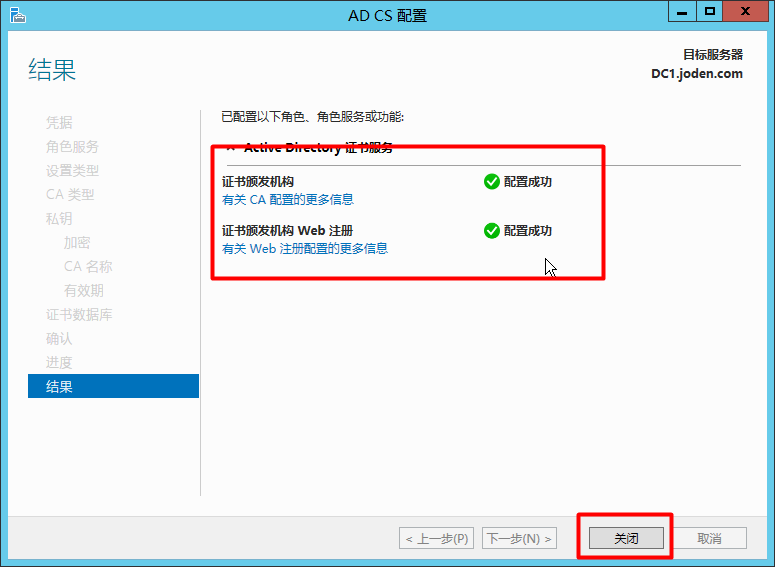 AD CS 配置
结果
目标服务器
DC1.joden.com
凭据
角色服务
设置类型
CA 类型
私钥
加密
CA 名称
有效期
证书数据库
确认
进度
结果
已配置以下角色、角色服务或功能:
Active Directory 证书服务
证书颁发机构 配置成功
有关 CA 配置的更多信息
证书颁发机构 Web 注册 配置成功
有关 Web 注册配置的更多信息
< 上一步(P) 下一步(N) > 关闭 取消